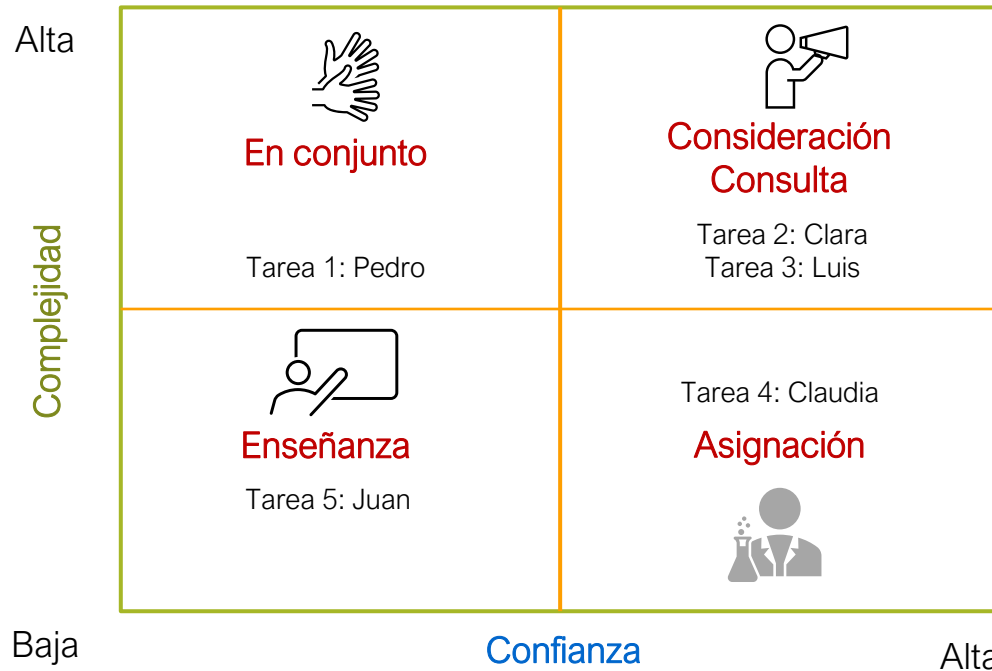 Alta
En conjunto
Consideración
Consulta
Tarea 1: Pedro
Tarea 2: Clara
Tarea 3: Luis
Complejidad
Enseñanza
Tarea 5: Juan
Tarea 4: Claudia
Asignación
Baja
Confianza
Alta